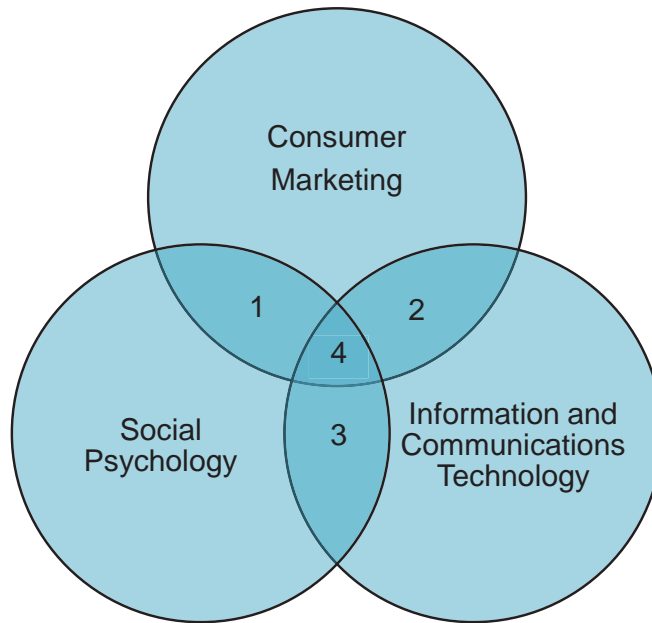 Consumer
Marketing
1
2
4
3
Social
Psychology
Information and
Communications
Technology